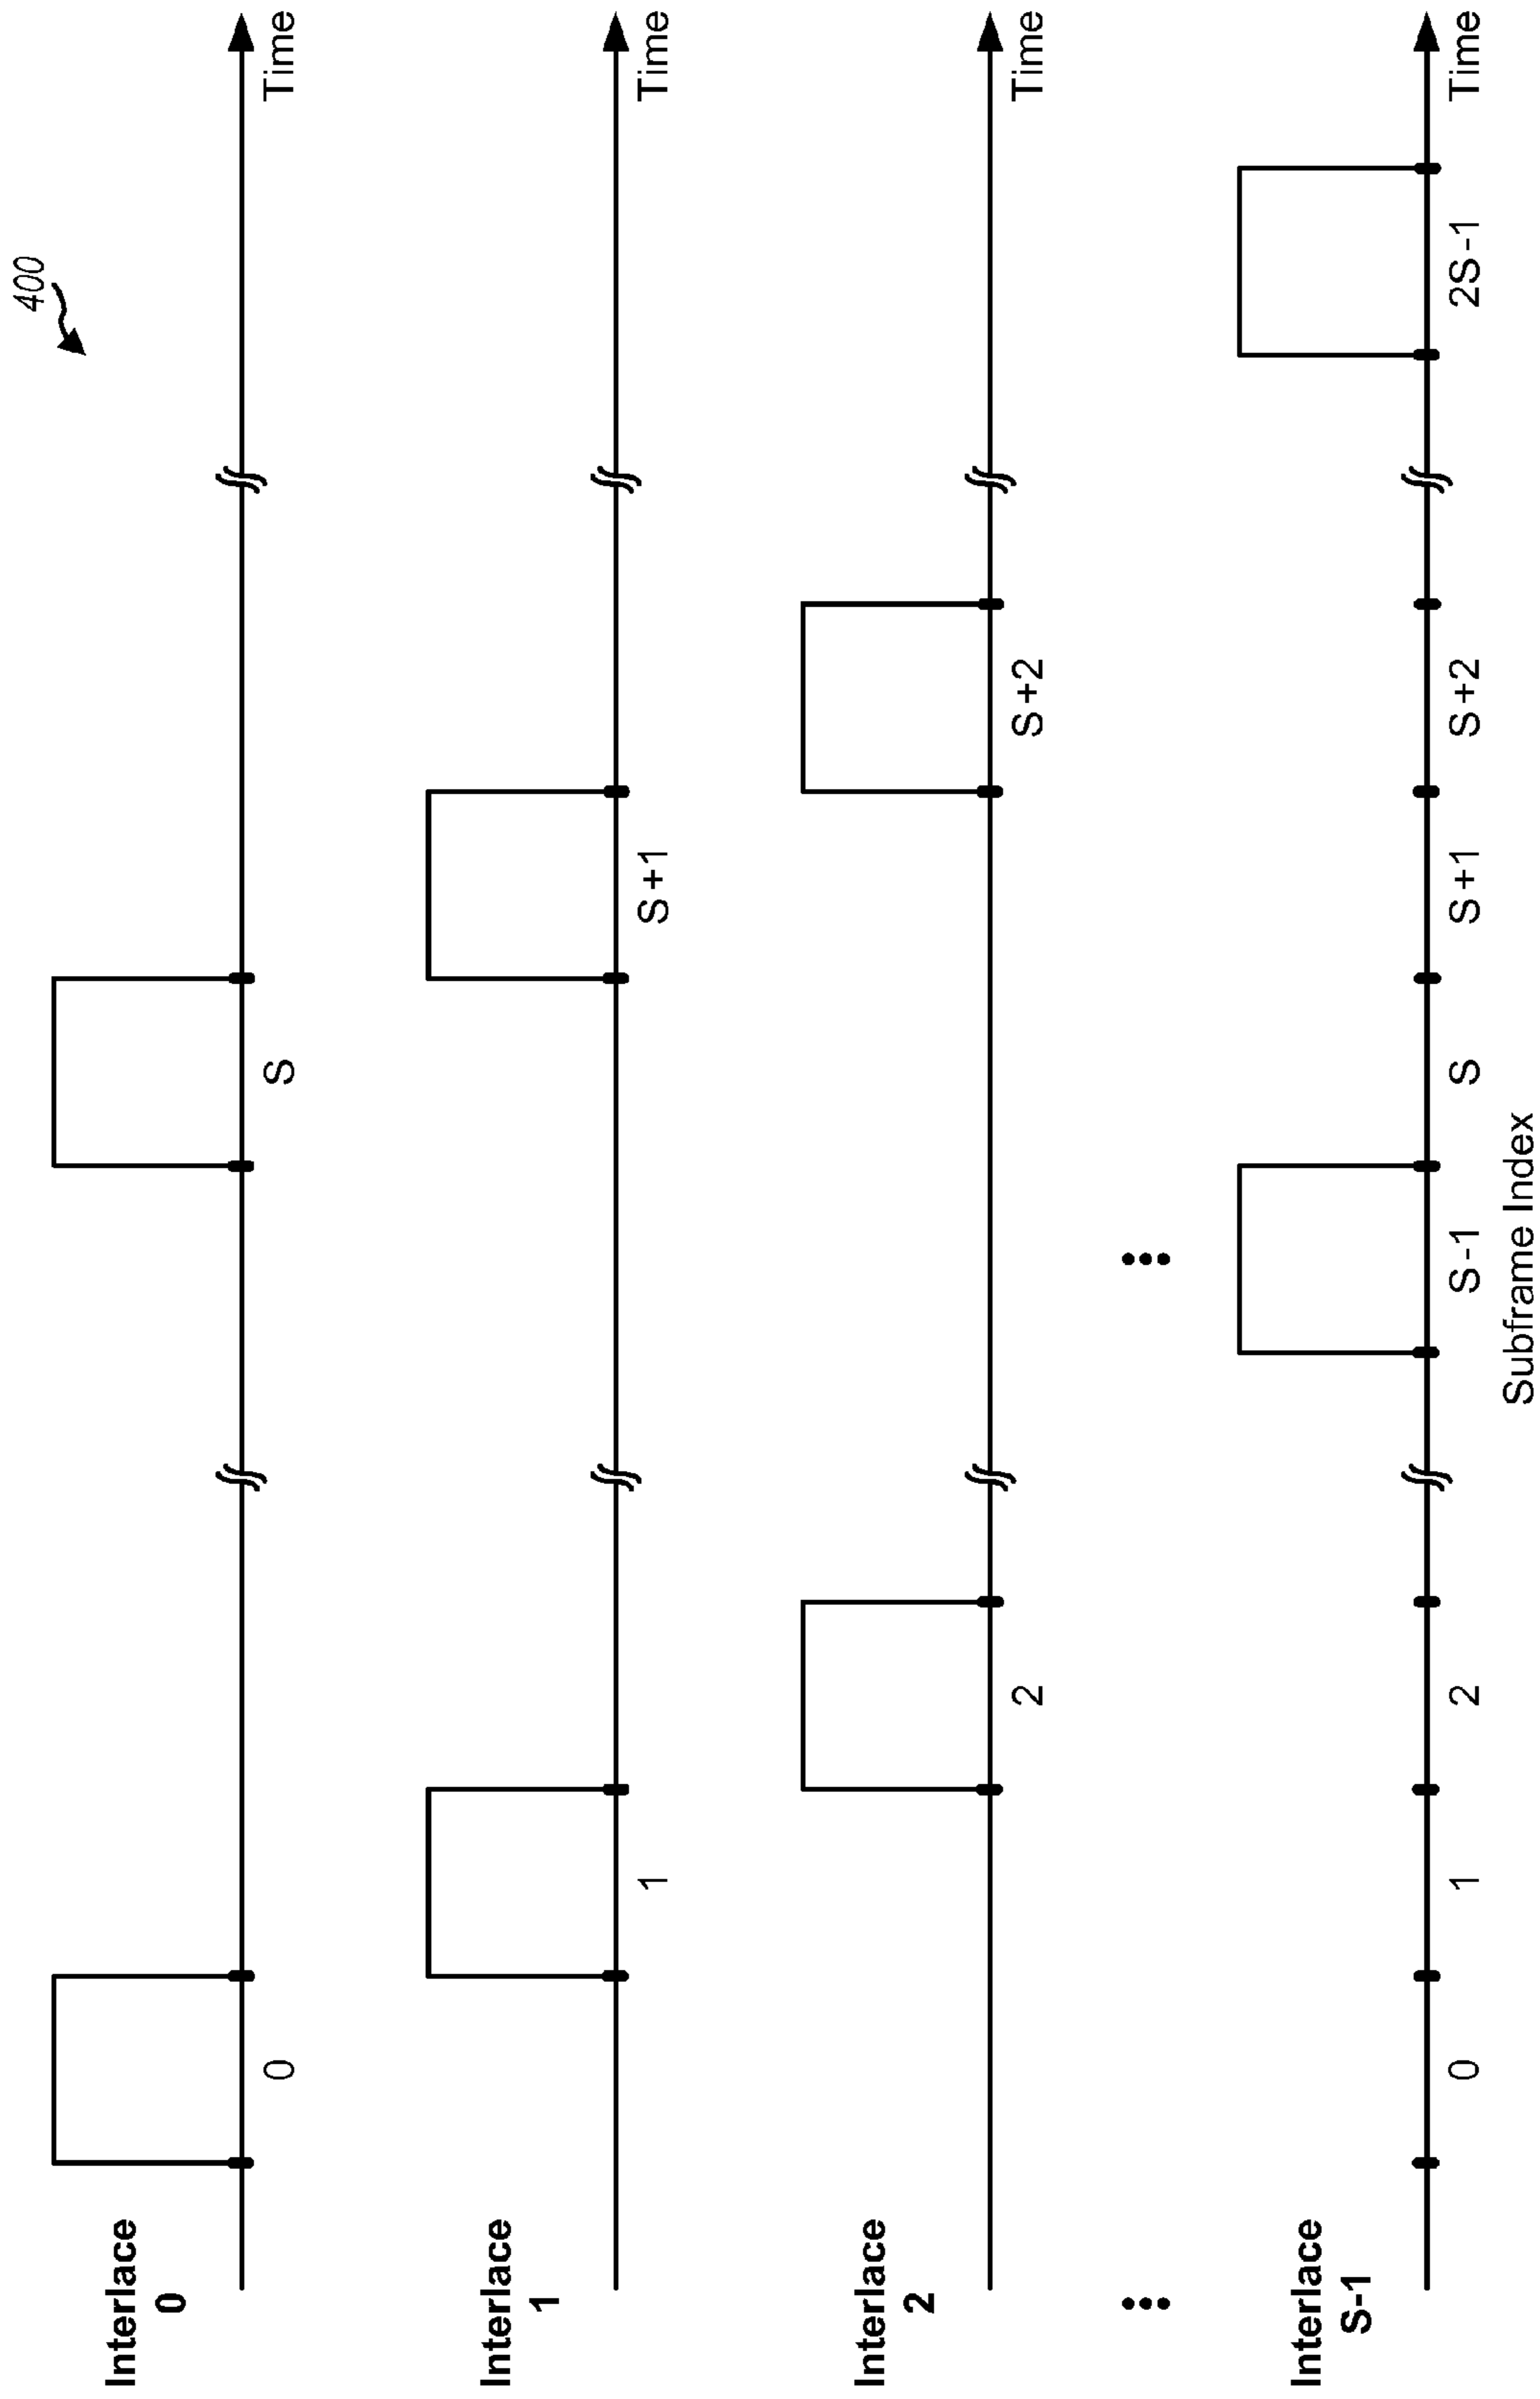 400
Interlace
0
0
S
Time
Interlace
1
1
S+1
Time
Interlace
2
2
S+2
Time
Interlace
S-1
0
1
2
S-1
S
S+1
S+2
2S-1
Time
Subframe Index